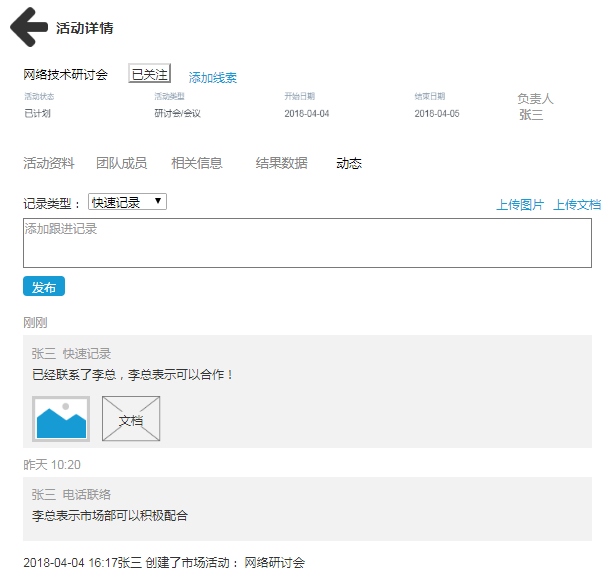 活动详情
网络技术研讨会 已关注 添加线索
活动状态 活动类型 开始日期 结束日期 负责人
已计划 研讨会/会议 2018-04-04 2018-04-05 张三
活动资料 团队成员 相关信息 结果数据 动态
记录类型： 快速记录 上传图片 上传文档
添加跟进记录
发布
刚刚
张三 快速记录
已经联系了李总，李总表示可以合作！
文档
昨天 10:20
张三 电话联络
李总表示市场部可以积极配合
2018-04-04 16:17张三 创建了市场活动： 网络研讨会